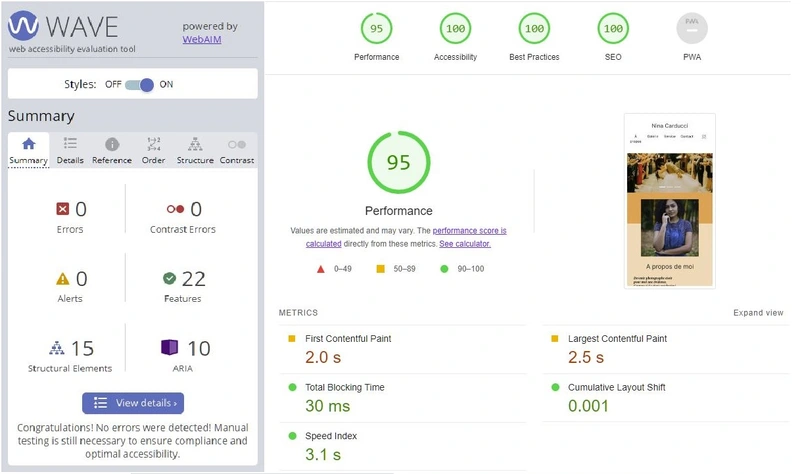 WAVE
web accessibility evaluation tool
powered by
WebAIM
Styles: OFF ON
Summary
Summary Details Reference Order Structure Contrast
0 Errors
0 Contrast Errors
0 Alerts
22 Features
15 Structural Elements
10 ARIA
View details ›
Congratulations! No errors were detected! Manual
testing is still necessary to ensure compliance and
optimal accessibility.
95 100 100 100 PWA
Performance Accessibility Best Practices SEO PWA
95
Performance
Values are estimated and may vary. The performance score is
calculated directly from these metrics. See calculator.
0–49 50–89 90–100
Nina Carducci
A propos de moi!
METRICS
Expand view
First Contentful Paint
2.0 s
Largest Contentful Paint
2.5 s
Total Blocking Time
30 ms
Cumulative Layout Shift
0.001
Speed Index
3.1 s